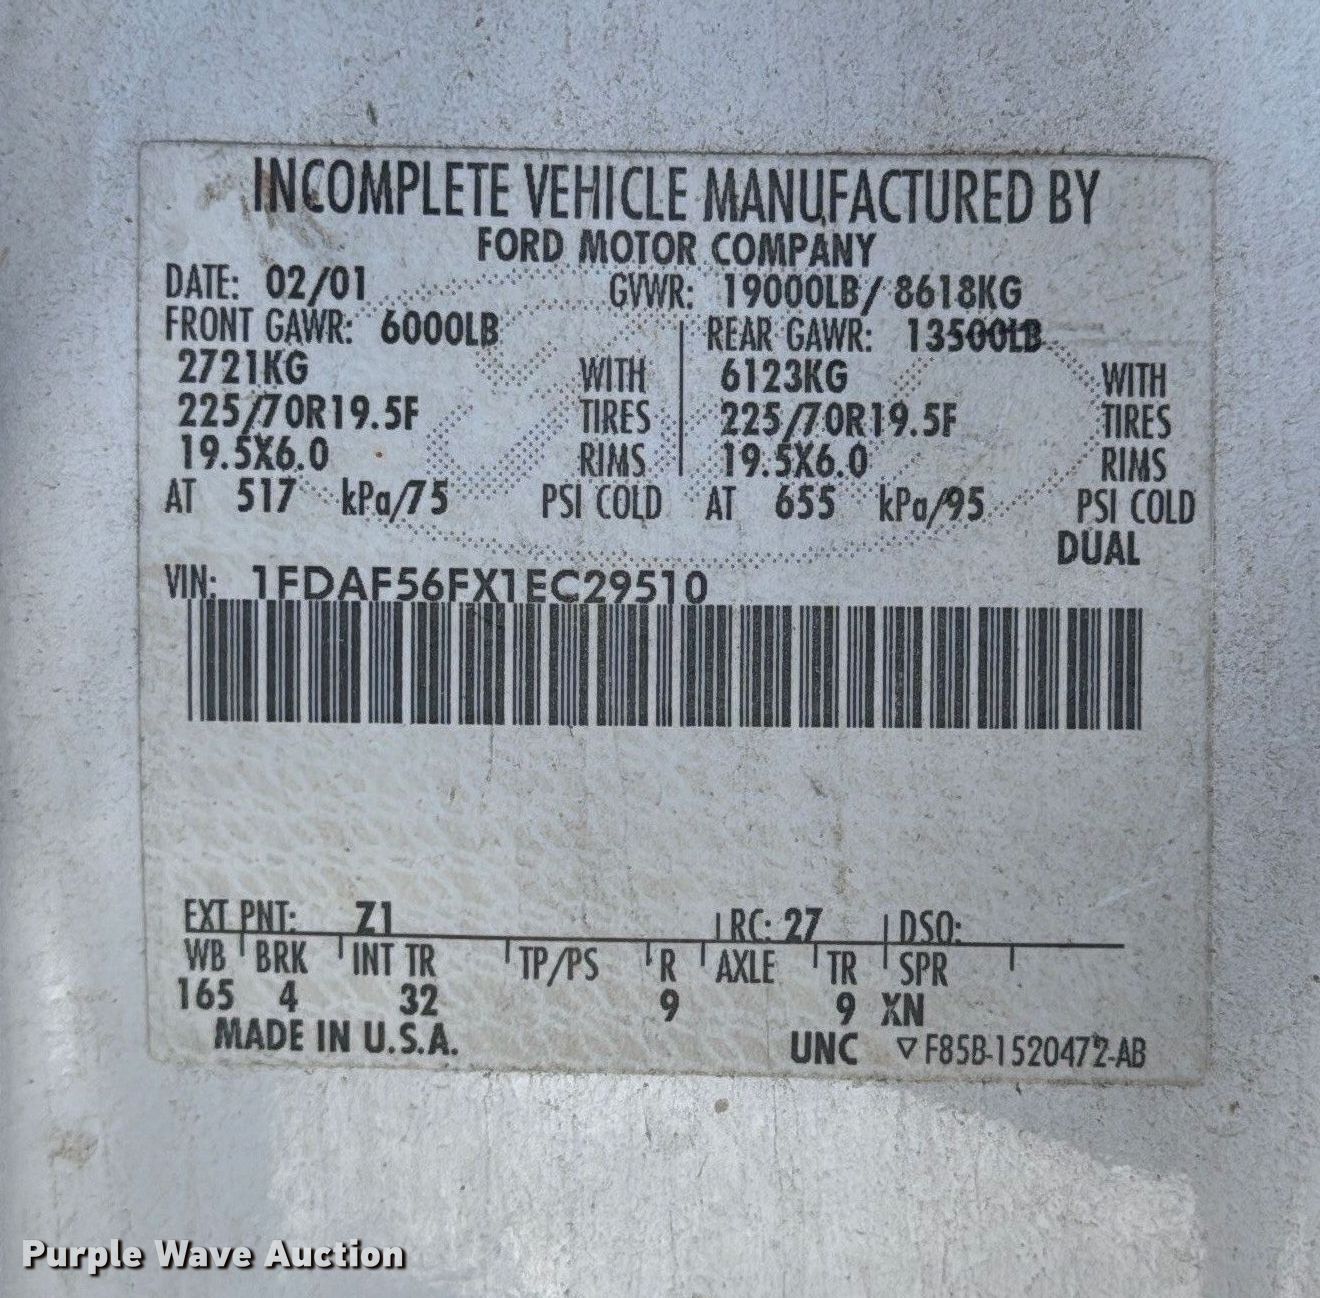 INCOMPLETE VEHICLE MANUFACTURED BY
FORD MOTOR COMPANY
DATE: 02/01 GVWR: 19000LB/ 8618KG
FRONT GAWR: 6000LB REAR GAWR: 13500LB
2721KG WITH 6123KG WITH
225/70R19.5F TIRES 225/70R19.5F TIRES
19.5X6.0 RIMS 19.5X6.0 RIMS
AT 517 kPa/75 PSI COLD AT 655 kPa/95 PSI COLD
DUAL
VIN: 1FDAF56FX1EC29510
EXT PNT: Z1 RC: 27 DSO:
WB BRK INT TR TP/PS R AXLE TR SPR
165 4 32 9 9 XN
MADE IN U.S.A. UNC ▽ F85B-1520472-AB
Purple Wave Auction